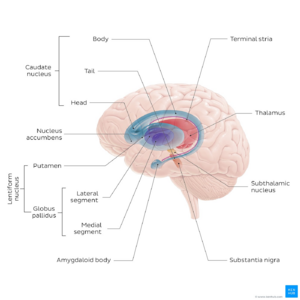 Body
Terminal stria
Caudate
nucleus
Tail
Head
Thalamus
Nucleus
accumbens
Putamen
Lentiform
nucleus
Subthalamic
nucleus
Lateral
segment
Globus
pallidus
Medial
segment
Amygdaloid body
Substantia nigra